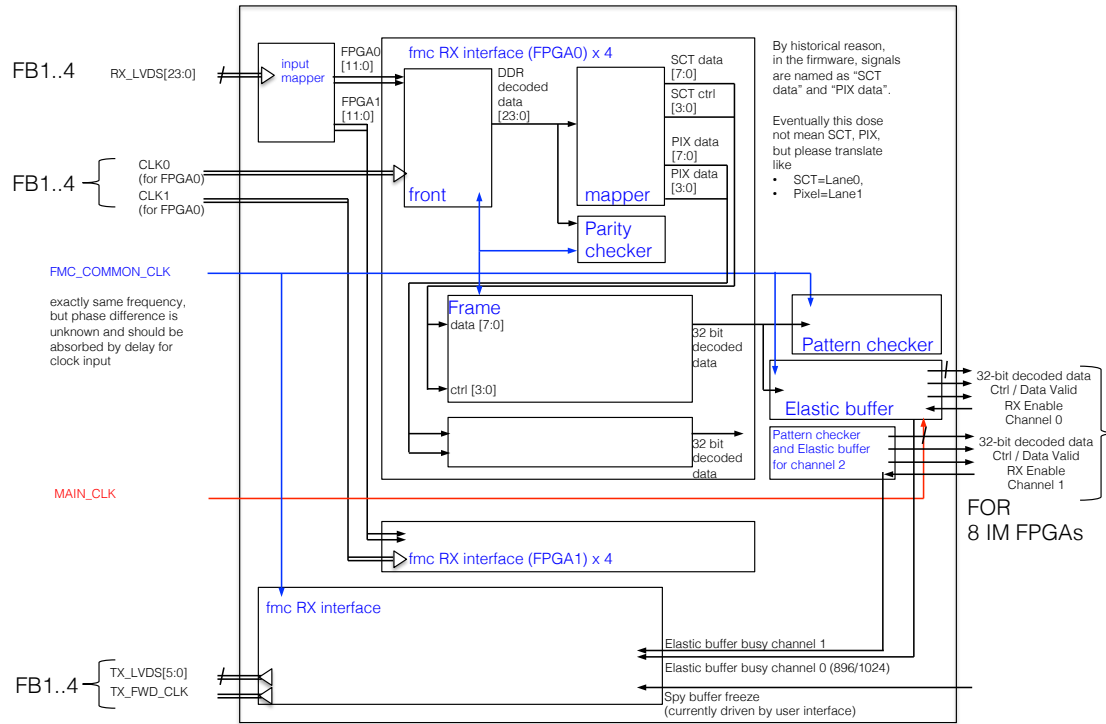 FB1..4
RX_LVDS[23:0]
input
mapper
FPGA0
[11:0]
FPGA1
[11:0]
fmc RX interface (FPGA0) x 4
DDR
decoded
data
[23:0]
front
mapper
SCT data
[7:0]
SCT ctrl
[3:0]
PIX data
[7:0]
PIX data
[3:0]
By historical reason,
in the firmware, signals
are named as “SCT
data” and “PIX data”.
Eventually this dose
not mean SCT, PIX,
but please translate
like
• SCT=Lane0,
• Pixel=Lane1
FB1..4
CLK0
(for FPGA0)
CLK1
(for FPGA0)
Parity
checker
FMC_COMMON_CLK
exactly same frequency,
but phase difference is
unknown and should be
absorbed by delay for
clock input
Frame
data [7:0]
ctrl [3:0]
32 bit
decoded
data
Pattern checker
Elastic buffer
32-bit decoded data
Ctrl / Data Valid
RX Enable
Channel 0
32 bit
decoded
data
Pattern checker
and Elastic buffer
for channel 2
32-bit decoded data
Ctrl / Data Valid
RX Enable
Channel 1
MAIN_CLK
FOR
8 IM FPGAs
fmc RX interface (FPGA1) x 4
fmc RX interface
Elastic buffer busy channel 1
Elastic buffer busy channel 0 (896/1024)
Spy buffer freeze
(currently driven by user interface)
FB1..4
TX_LVDS[5:0]
TX_FWD_CLK